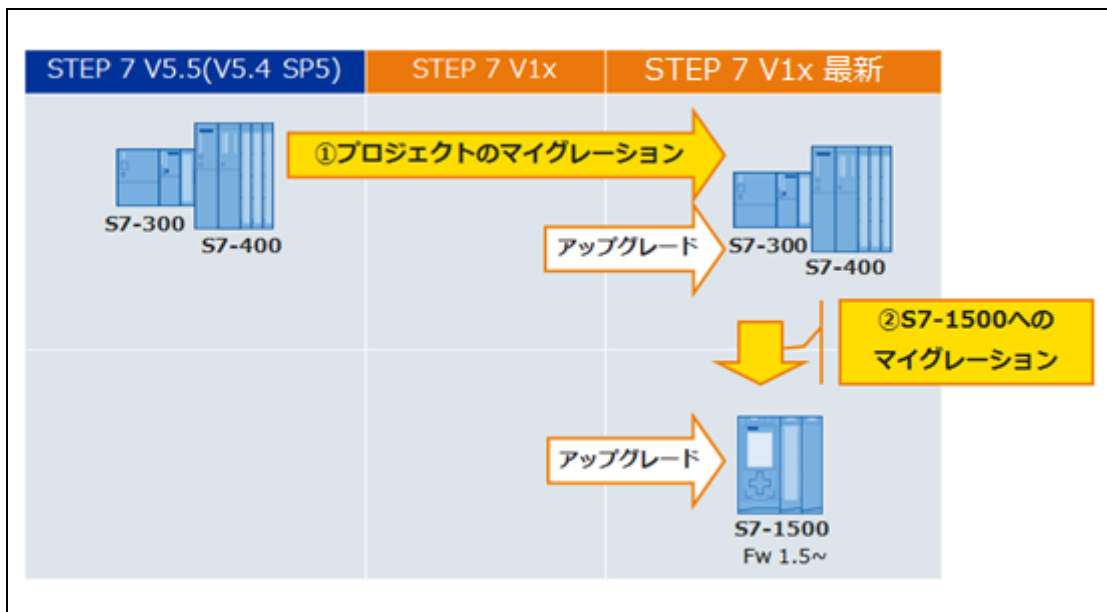 STEP 7 V5.5(V5.4 SP5)
STEP 7 V1x
STEP 7 V1x 最新
①プロジェクトのマイグレーション
S7-300
S7-400
アップグレード
S7-300
S7-400
②S7-1500への
マイグレーション
アップグレード
S7-1500
Fw 1.5~